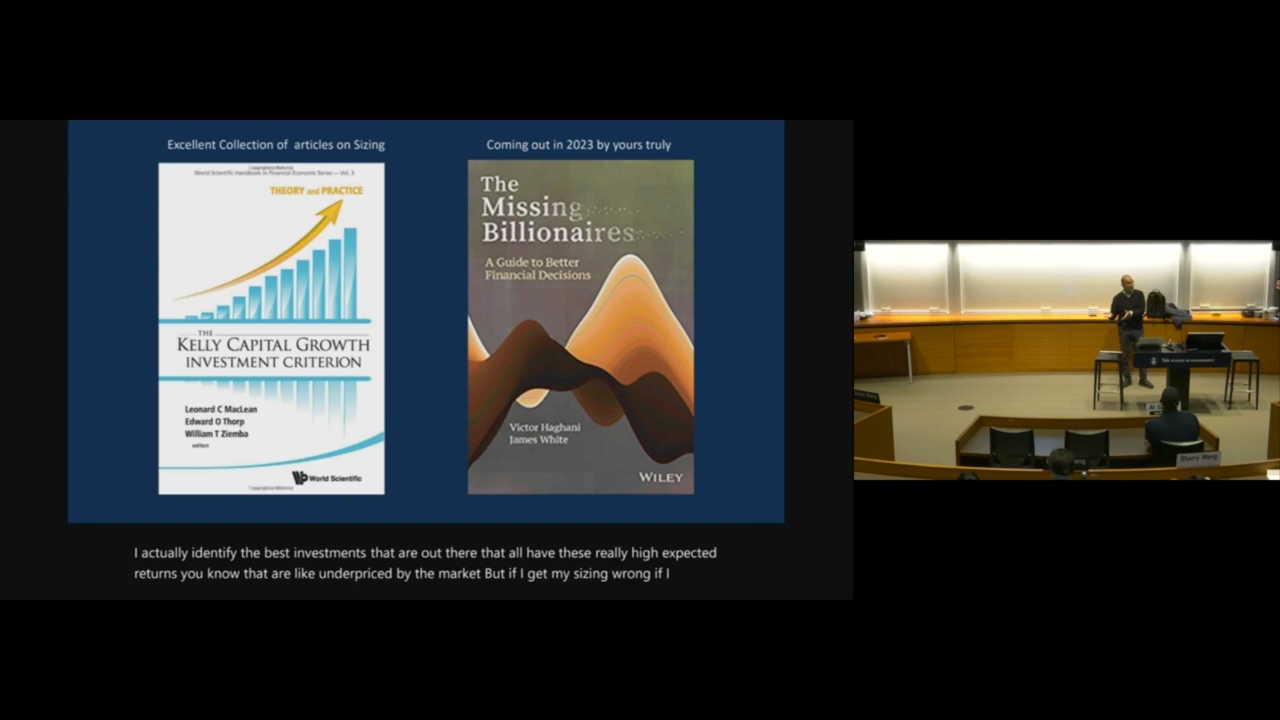 Excellent Collection of articles on Sizing
Coming out in 2023 by yours truly
World Scientific Handbook in Financial Economic Series — Vol. 3
THEORY and PRACTICE
THE
KELLY CAPITAL GROWTH
INVESTMENT CRITERION
Leonard C MacLean
Edward O Thorp
William T Ziemba
editors
World Scientific
Copyrighted Material
The
Missing
Billionaires
A Guide to Better
Financial Decisions
Victor Haghani
James White
WILEY
I actually identify the best investments that are out there that all have these really high expected
returns you know that are like underpriced by the market But if I get my sizing wrong if I
Sherry Wang